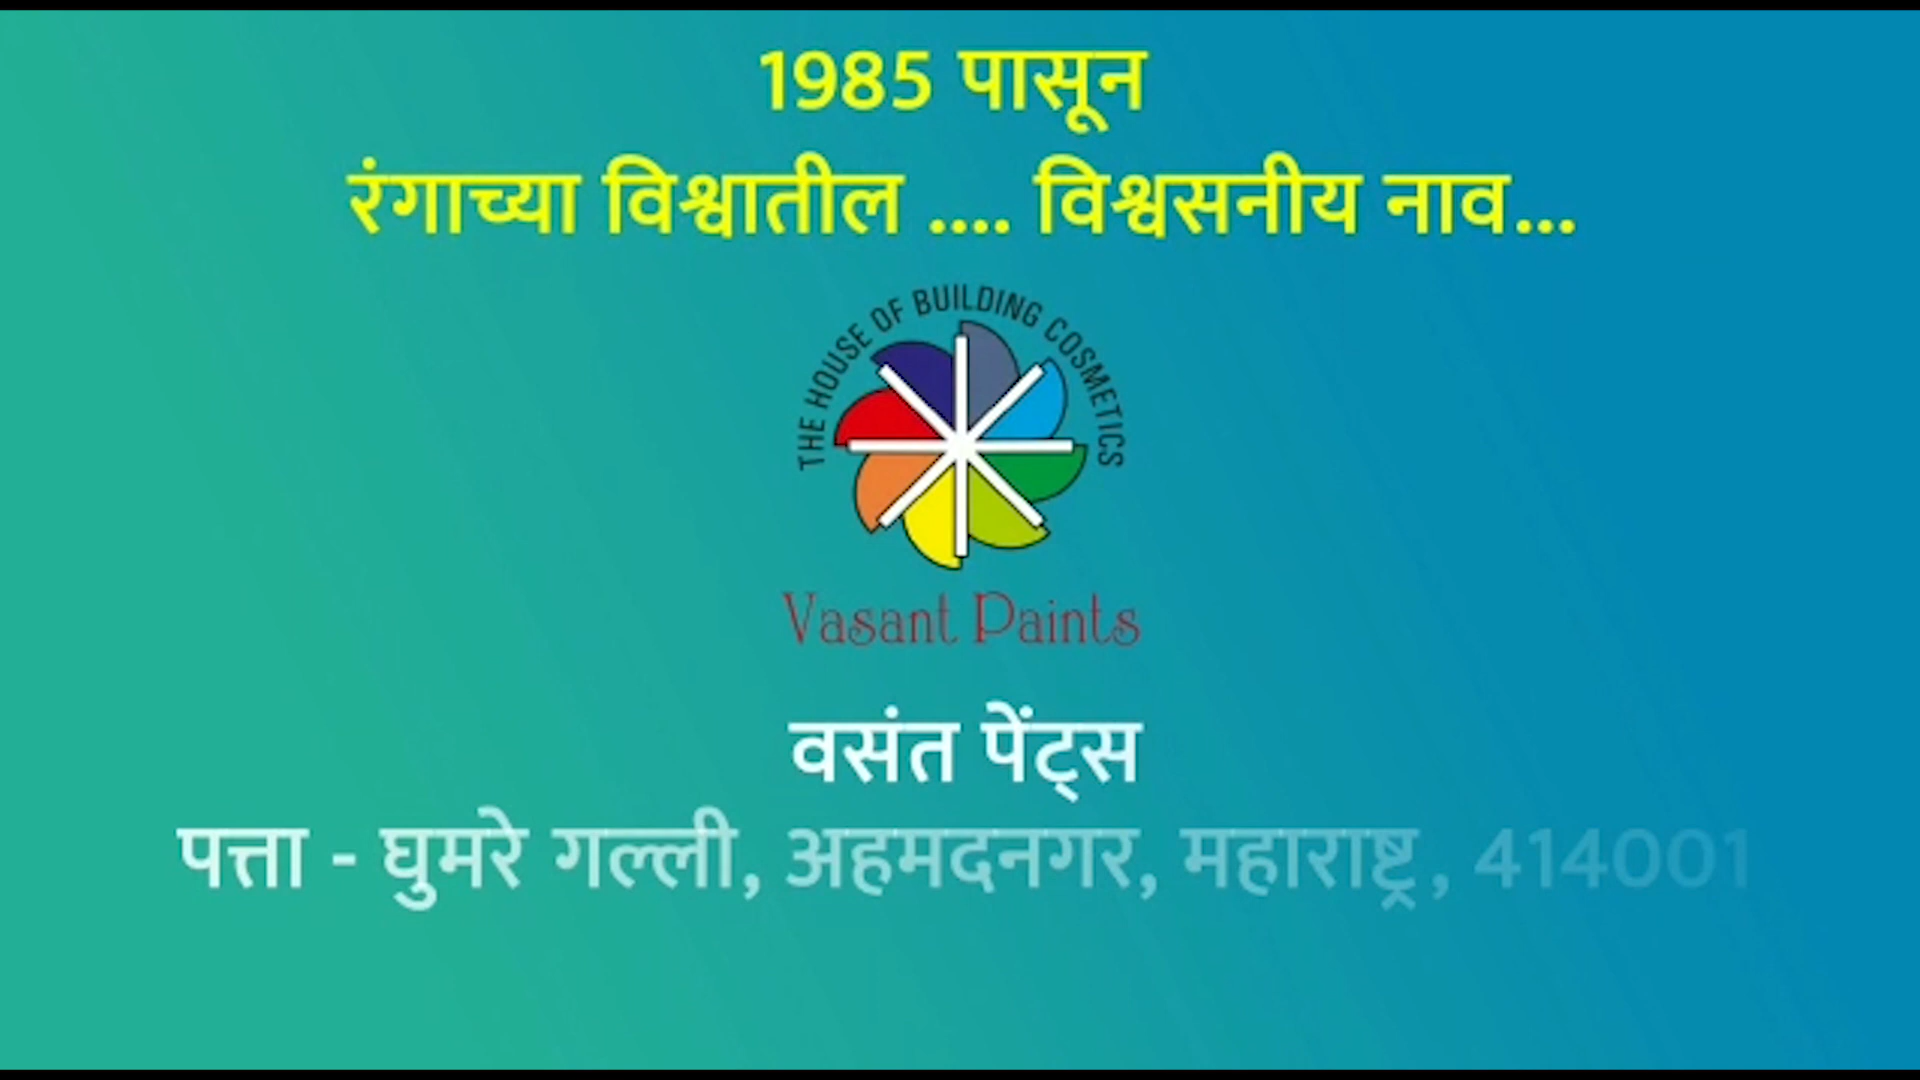 1985 पासून
रंगाच्या विश्वातील .... विश्वसनीय नाव...
THE HOUSE OF BUILDING COSMETICS
Vasant Paints
वसंत पेंट्स
पत्ता - घुमरे गल्ली, अहमदनगर, महाराष्ट्र, 414001